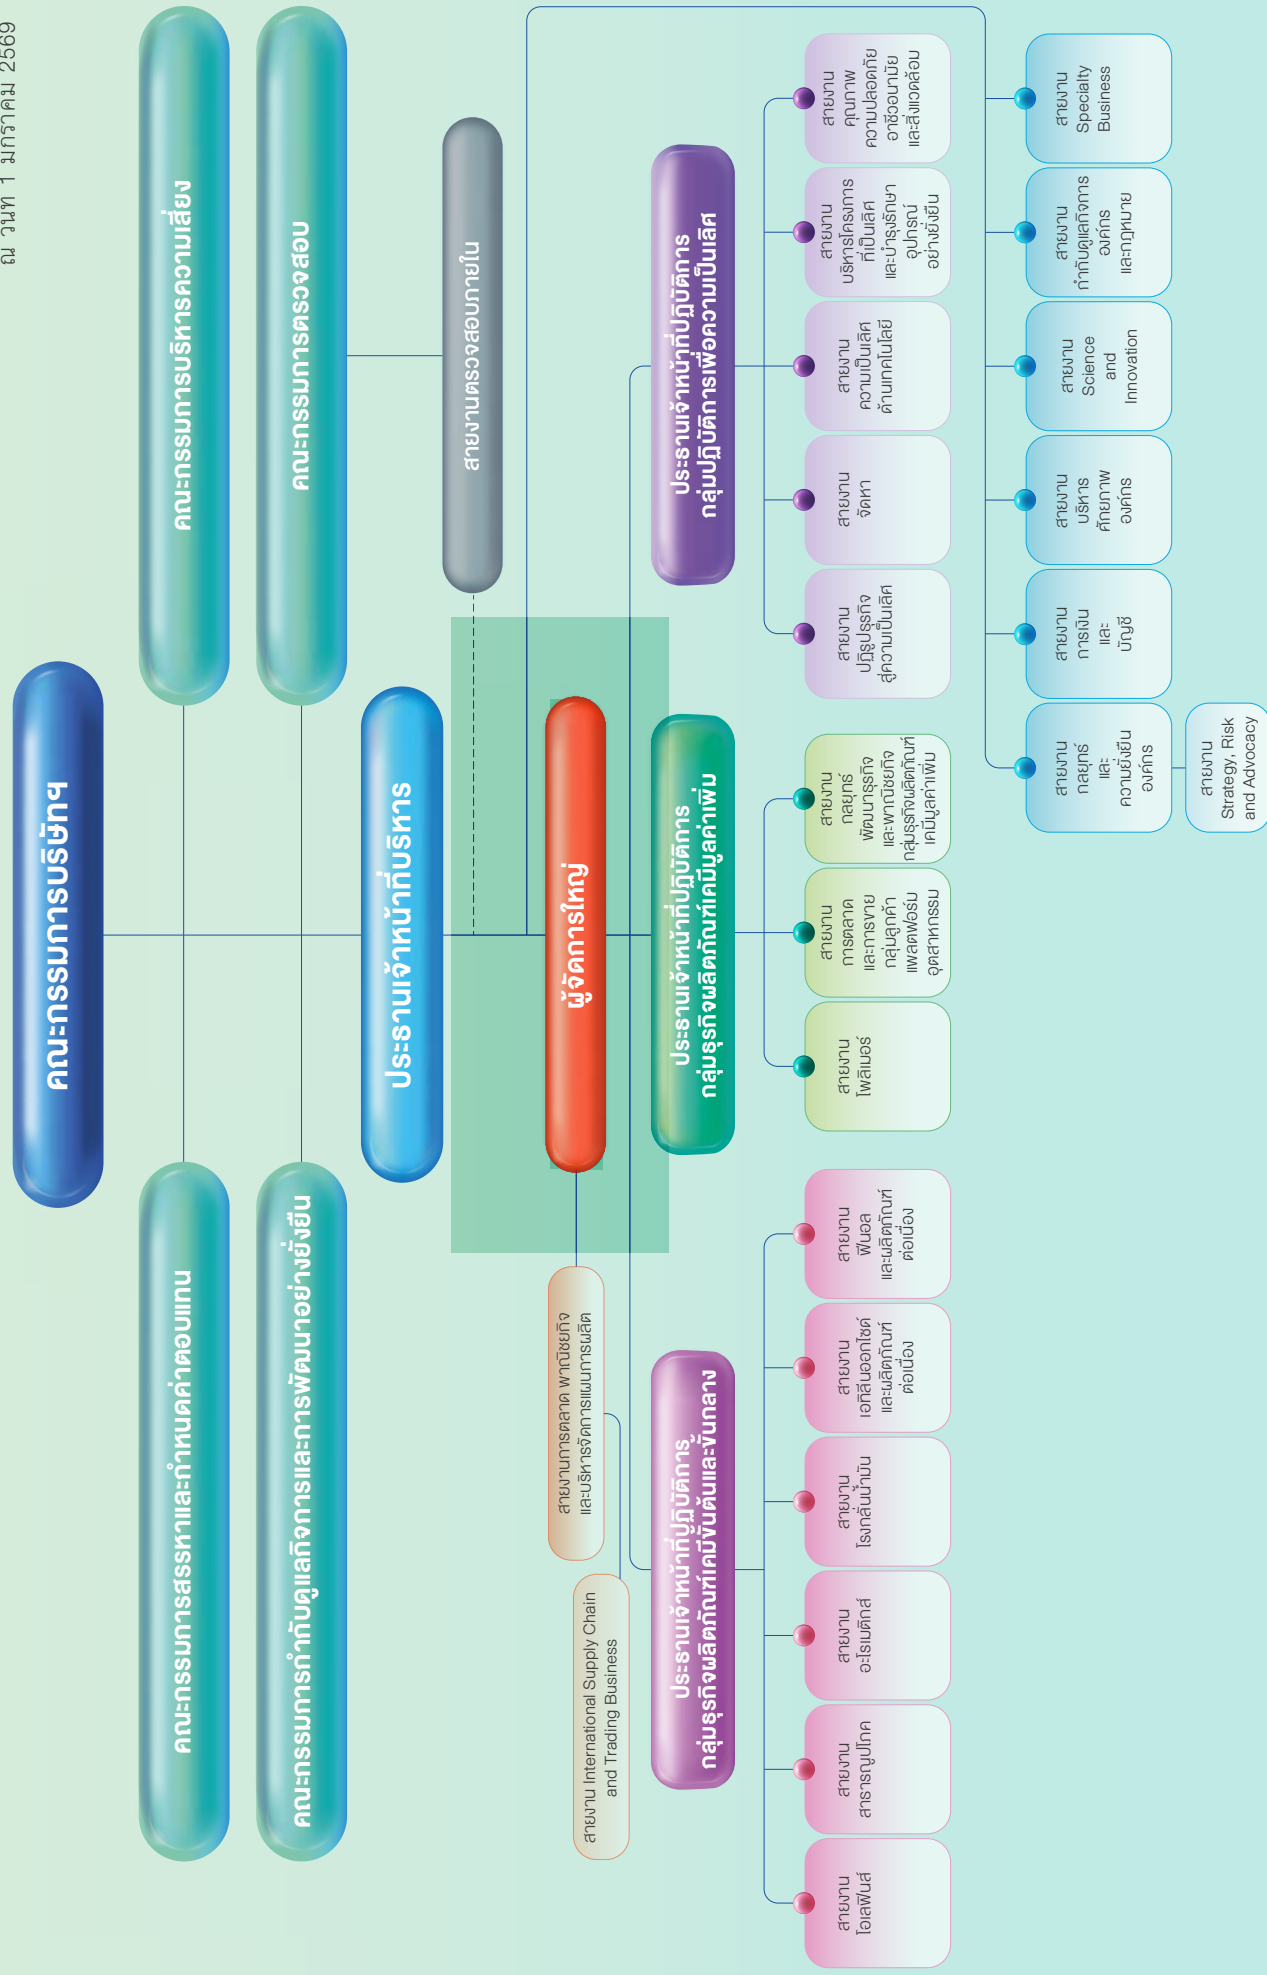 ณ วันที่ 1 มกราคม 2569
คณะกรรมการบริษัทฯ
คณะกรรมการสรรหาและกำหนดค่าตอบแทน
คณะกรรมการบริหารความเสี่ยง
คณะกรรมการกำกับดูแลกิจการและการพัฒนาอย่างยั่งยืน
คณะกรรมการตรวจสอบ
ประธานเจ้าหน้าที่บริหาร
สายงานตรวจสอบภายใน
ผู้จัดการใหญ่
สายงานการตลาด พาณิชยกิจ
และบริหารจัดการแผนการผลิต
สายงาน International Supply Chain
and Trading Business
ประธานเจ้าหน้าที่ปฏิบัติการ
กลุ่มธุรกิจผลิตภัณฑ์เคมีขั้นต้นและขั้นกลาง
ประธานเจ้าหน้าที่ปฏิบัติการ
กลุ่มธุรกิจผลิตภัณฑ์เคมีมูลค่าเพิ่ม
ประธานเจ้าหน้าที่ปฏิบัติการ
กลุ่มปฏิบัติการเพื่อความเป็นเลิศ
สายงาน
โอเลฟินส์
สายงาน
สาธารณูปโภค
สายงาน
อะโรเมติกส์
สายงาน
โรงกลั่นน้ำมัน
สายงาน
เอทิลีนออกไซด์
และผลิตภัณฑ์
ต่อเนื่อง
สายงาน
ฟีนอล
และผลิตภัณฑ์
ต่อเนื่อง
สายงาน
โพลิเมอร์
สายงาน
การตลาด
และการขาย
กลุ่มลูกค้า
แพลตฟอร์ม
อุตสาหกรรม
สายงาน
กลยุทธ์
พัฒนาธุรกิจ
และพาณิชยกิจ
กลุ่มธุรกิจผลิตภัณฑ์
เคมีมูลค่าเพิ่ม
สายงาน
ปฏิรูปธุรกิจ
สู่ความเป็นเลิศ
สายงาน
จัดหา
สายงาน
ความเป็นเลิศ
ด้านเทคโนโลยี
สายงาน
บริหารโครงการ
ที่เป็นเลิศ
และบำรุงรักษา
อุปกรณ์
อย่างยั่งยืน
สายงาน
คุณภาพ
ความปลอดภัย
อาชีวอนามัย
และสิ่งแวดล้อม
สายงาน
กลยุทธ์
และ
ความยั่งยืน
องค์กร
สายงาน
การเงิน
และ
บัญชี
สายงาน
บริหาร
ศักยภาพ
องค์กร
สายงาน
Science
and
Innovation
สายงาน
กำกับดูแลกิจการ
องค์กร
และกฎหมาย
สายงาน
Specialty
Business
สายงาน
Strategy, Risk
and Advocacy